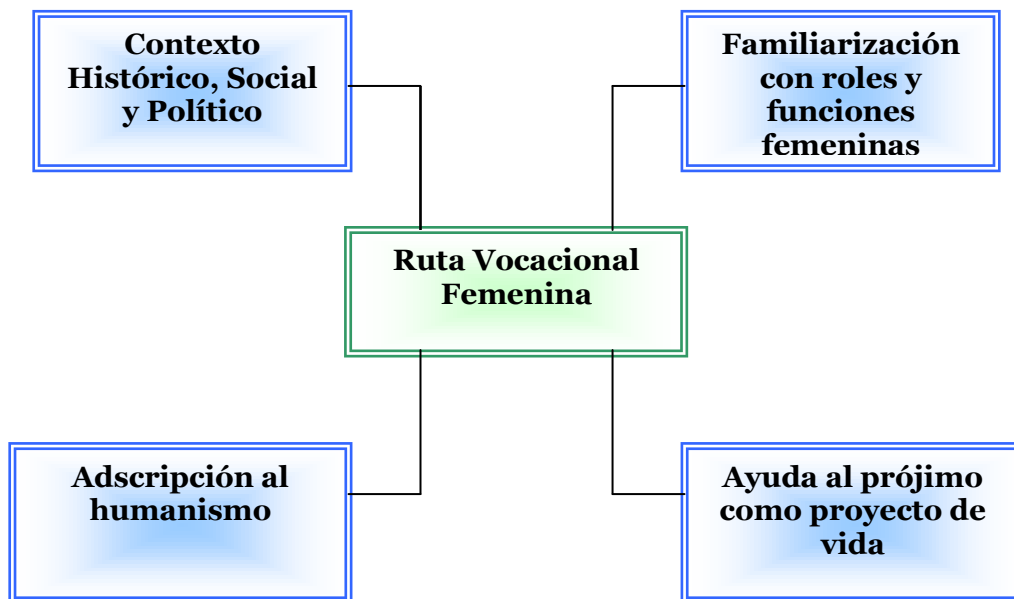 Contexto
Histórico, Social
y Político
Familiarización
con roles y
funciones
femeninas
Ruta Vocacional
Femenina
Adscripción al
humanismo
Ayuda al prójimo
como proyecto de
vida